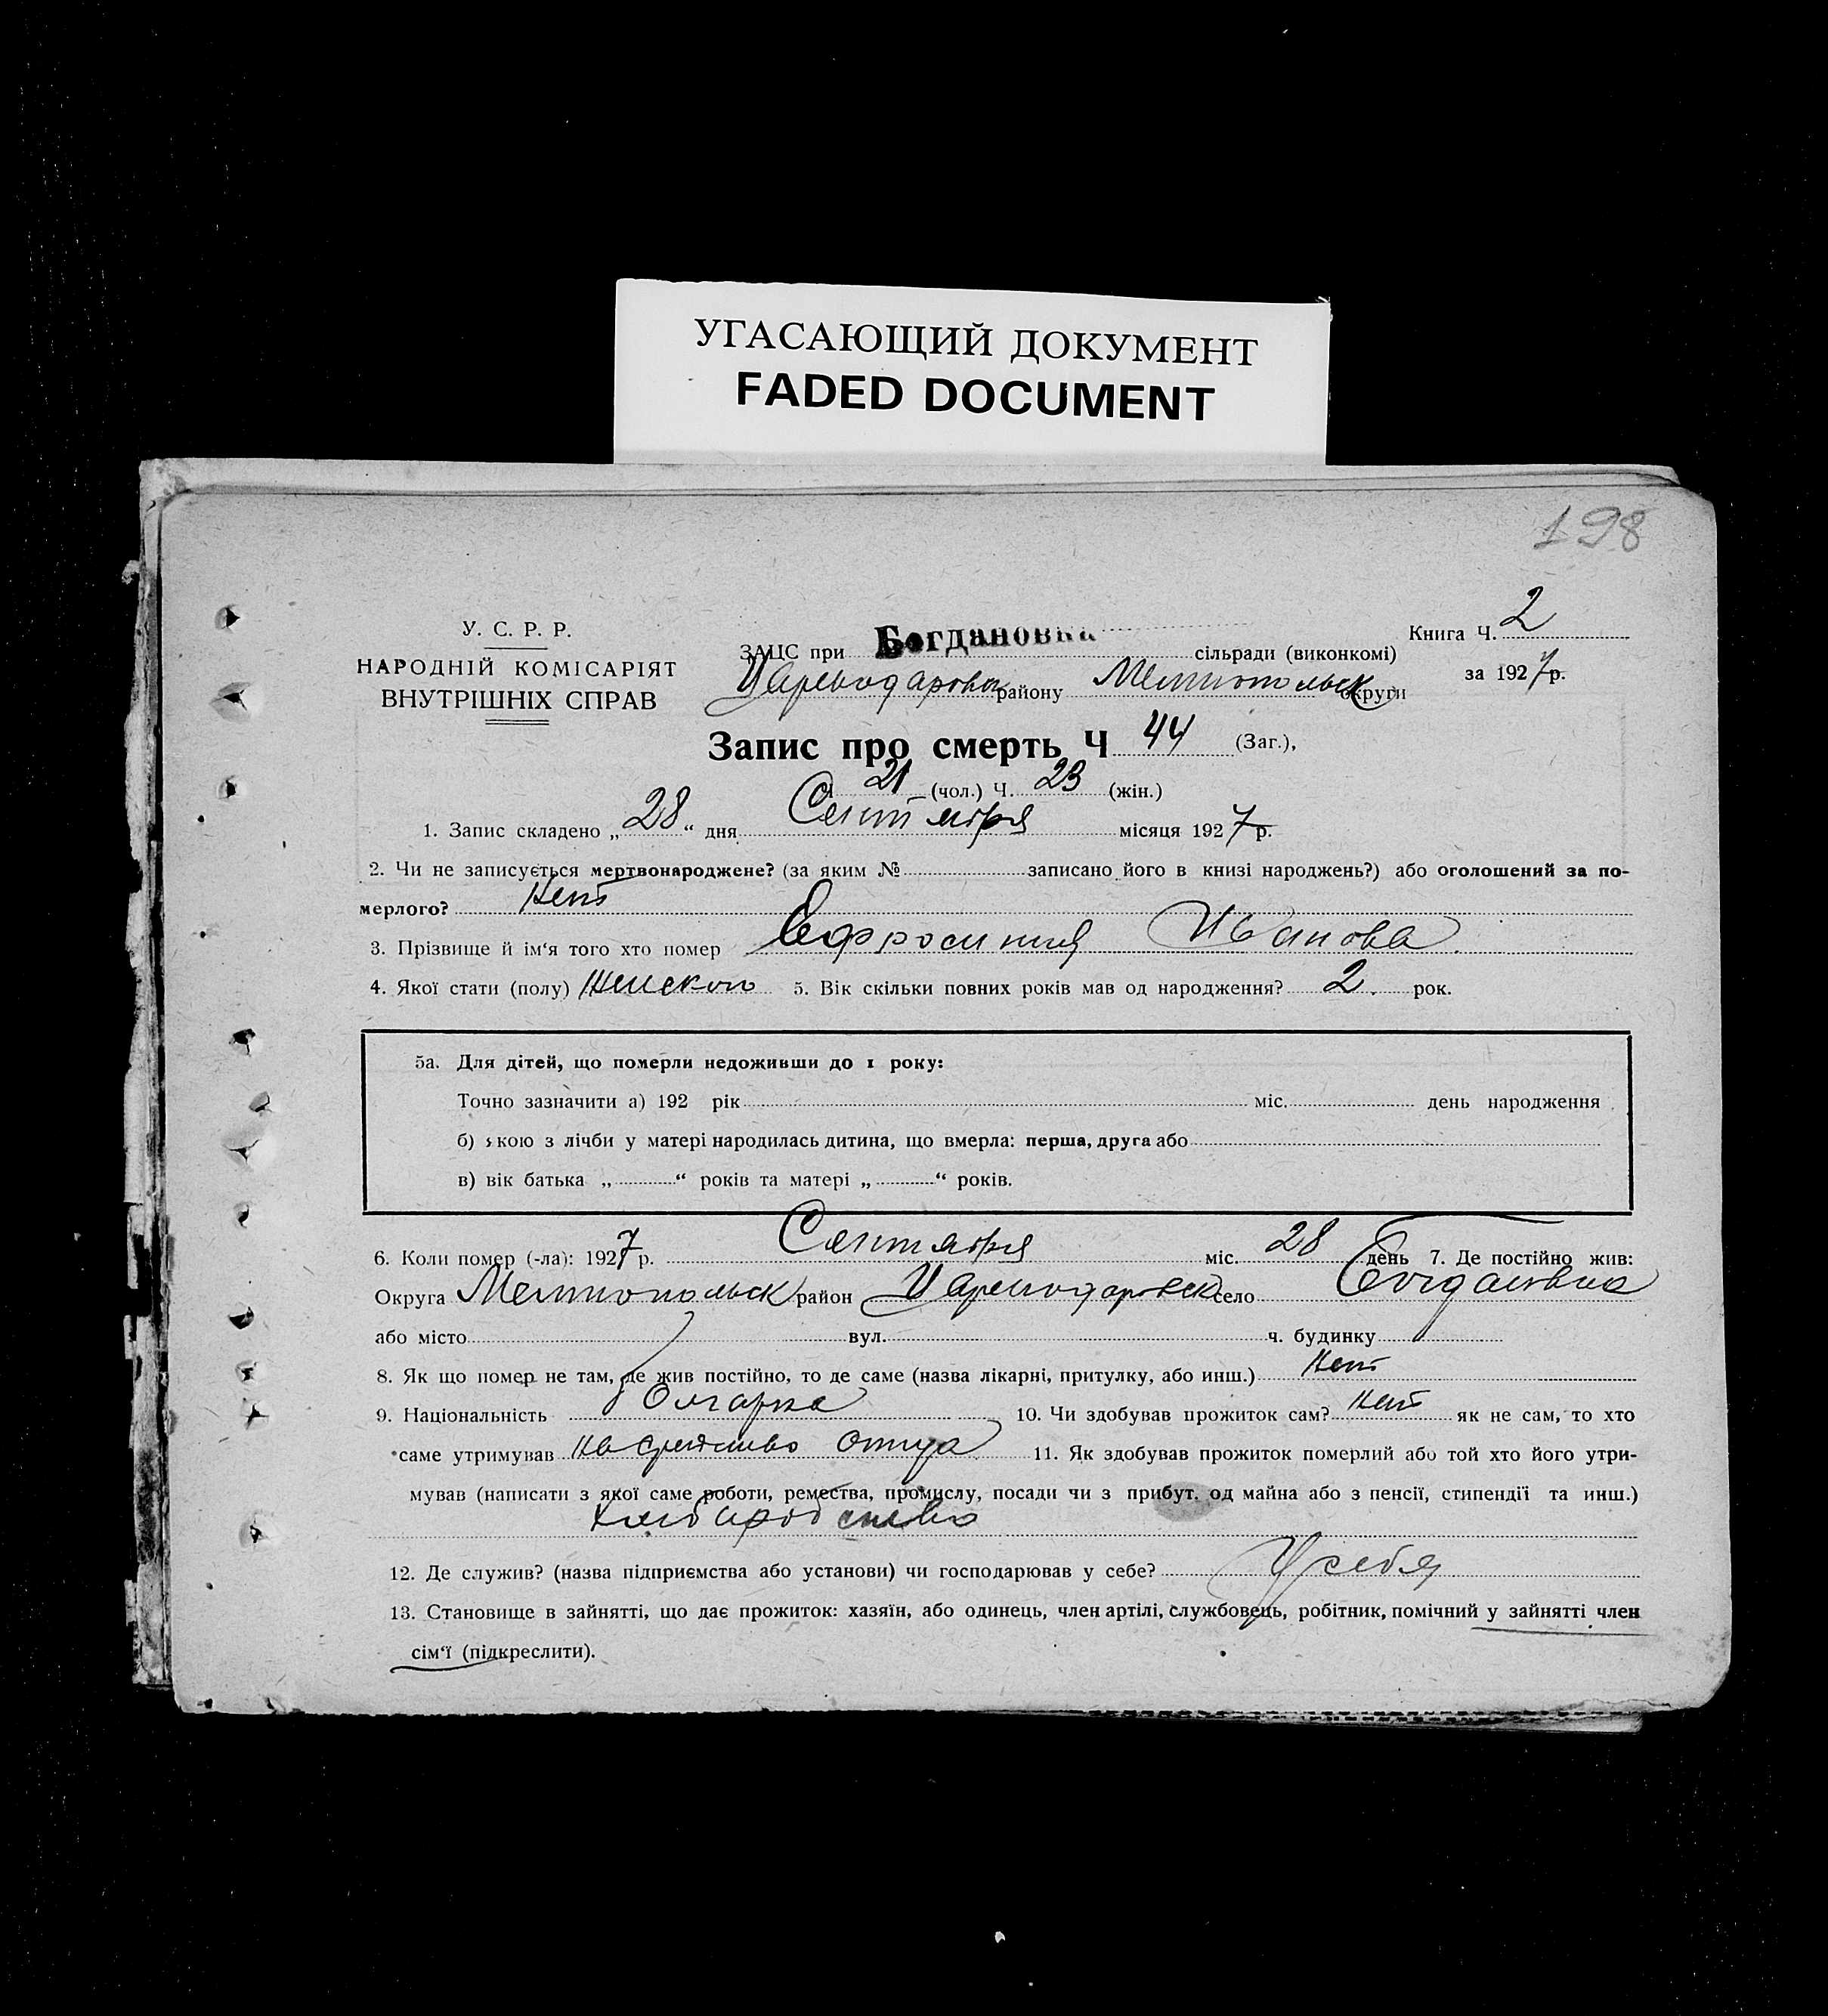 УГАСАЮЩИЙ ДОКУМЕНТ
FADED DOCUMENT
198
У. С. Р. Р.
НАРОДНІЙ КОМІСАРІЯТ
ВНУТРІШНІХ СПРАВ
ЗАЦС при Богдановка сільради (виконкомі)
району Мелитопольск округи
Книга Ч. 2
за 1927 р.
Запис про смерть Ч 44 (Заг.),
21 (чол.) Ч. 23 (жін.)
1. Запис складено „28“ дня Сентября місяця 1927 р.
2. Чи не записується мертвонароджене? (за яким № записано його в книзі народжень?) або оголошений за по-
мерлого? Нет
3. Прізвище й ім‘я того хто помер Ефросиния Иванова
4. Якої стати (полу) Женского 5. Вік скільки повних років мав од народження? 2 рок.
5а. Для дітей, що померли недоживши до 1 року:
Точно зазначити а) 192 рік міс. день народження
б) якою з лічби у матері народилась дитина, що вмерла: перша, друга або
в) вік батька „ “ років та матері „ “ років.
6. Коли помер (-ла): 1927 р. Сентября міс. 28 день 7. Де постійно жив:
Округа Мелитопольск район Цареводаровск село Богдановка
або місто вул. ч. будинку
8. Як що помер не там, де жив постійно, то де саме (назва лікарні, притулку, або инш.) Нет
9. Національність болгарка 10. Чи здобував прожиток сам? Нет як не сам, то хто
саме утримував на средство отца 11. Як здобував прожиток померлий або той хто його утри-
мував (написати з якої саме роботи, ремества, промислу, посади чи з прибут. од майна або з пенсії, стипендії та инш.)
Хлебородство
12. Де служив? (назва підприємства або установи) чи господарював у себе? У себя
13. Становище в зайнятті, що дає прожиток: хазяїн, або одинець, член артілі, службовець, робітник, помічний у зайнятті член
сім‘ї (підкреслити).